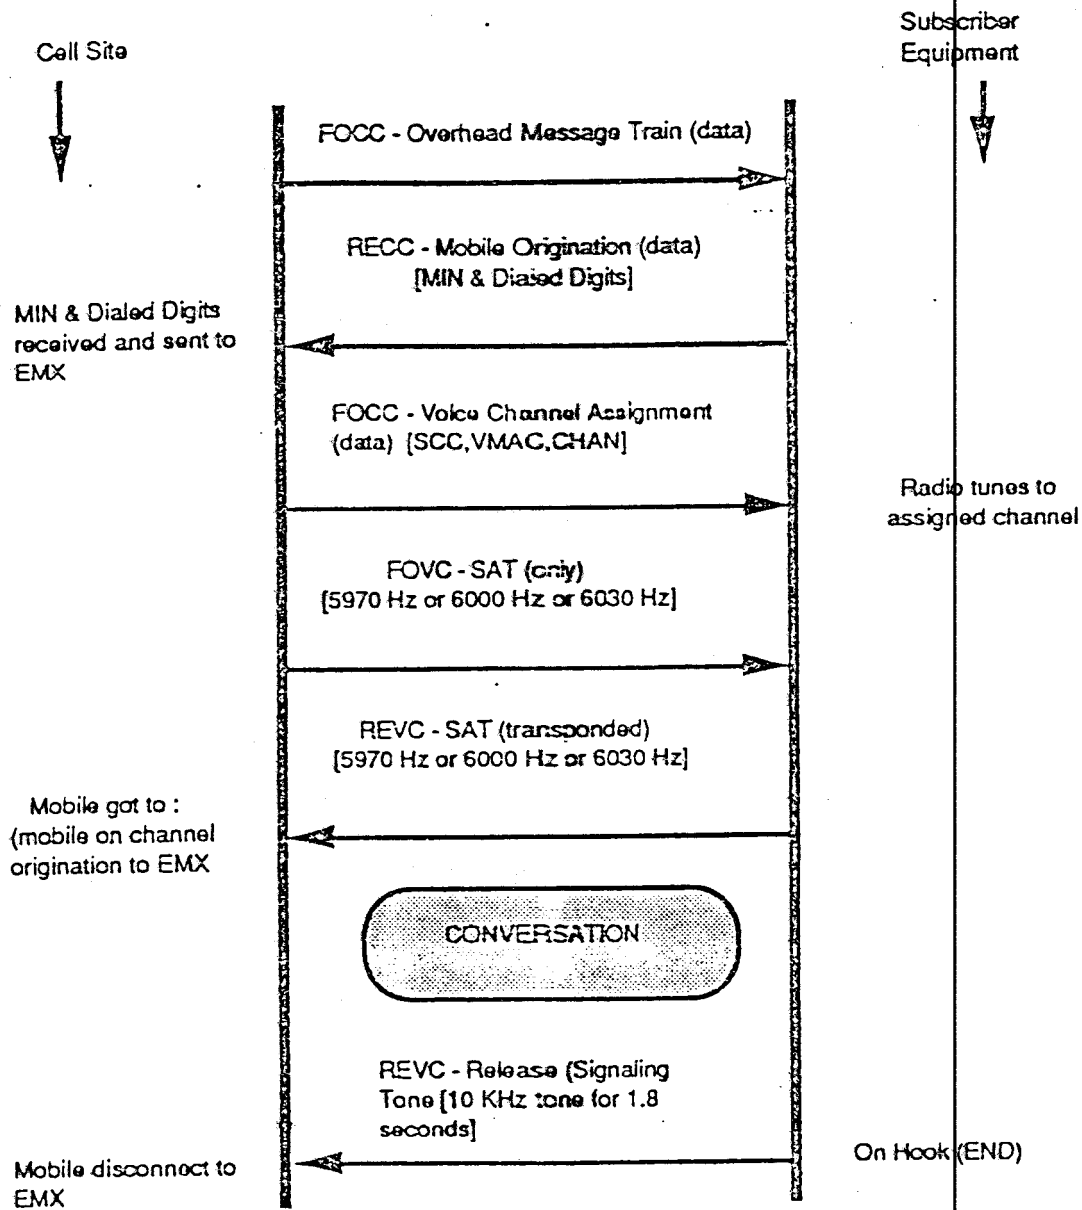 Cell Site
Subscriber
Equipment
FOCC - Overhead Message Train (data)
RECC - Mobile Origination (data)
[MIN & Dialed Digits]
MIN & Dialed Digits
received and sent to
EMX
FOCC - Voice Channel Assignment
(data) [SCC,VMAC,CHAN]
Radio tunes to
assigned channel
FOVC - SAT (only)
[5970 Hz or 6000 Hz or 6030 Hz]
REVC - SAT (transponded)
[5970 Hz or 6000 Hz or 6030 Hz]
Mobile got to :
(mobile on channel
origination to EMX
CONVERSATION
REVC - Release (Signaling
Tone [10 KHz tone for 1.8
seconds]
On Hook (END)
Mobile disconnect to
EMX